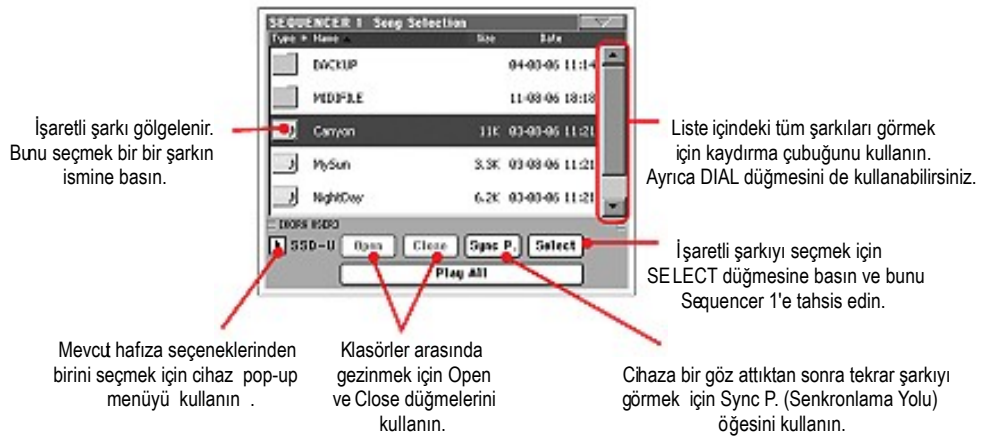 SEQUENCER 1 Song Selection
Type Name Size Date
BACKUP 04-03-06 11:14
MIDIFILE 11-08-06 18:18
Canyon 11K 03-03-06 11:21
MySun 3.3K 03-08-06 11:21
NightDay 6.2K 03-03-06 11:21
SSD-U Open Close Sync P. Select
Play All
İşaretli şarkı gölgelenir.
Bunu seçmek bir bir şarkın
ismine basın.
Liste içindeki tüm şarkıları görmek
için kaydırma çubuğunu kullanın.
Ayrıca DIAL düğmesini de kullanabilirsiniz.
İşaretli şarkıyı seçmek için
SELECT düğmesine basın ve bunu
Sequencer 1'e tahsis edin.
Mevcut hafıza seçeneklerinden
birini seçmek için cihaz pop-up
menüyü kullanın .
Klasörler arasında
gezinmek için Open
ve Close düğmelerini
kullanın.
Cihaza bir göz attıktan sonra tekrar şarkıyı
görmek için Sync P. (Senkronlama Yolu)
öğesini kullanın.